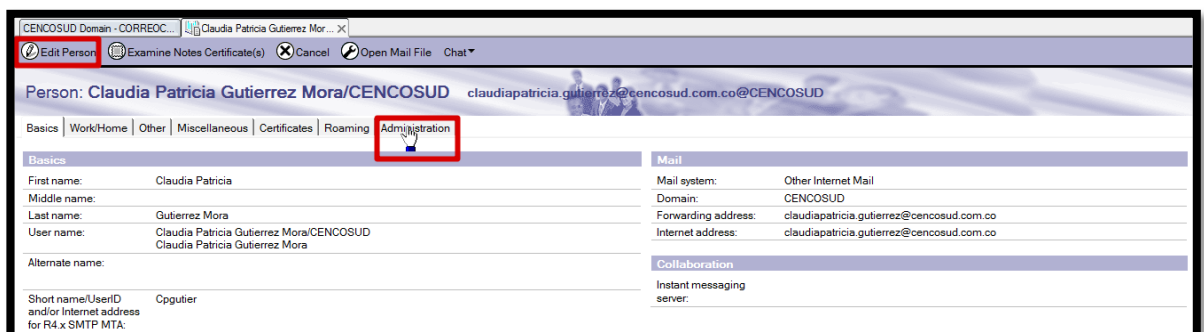 CENCOSUD Domain - CORREOC... Claudia Patricia Gutierrez Mor... X
Edit Person Examine Notes Certificate(s) Cancel Open Mail File Chat
Person: Claudia Patricia Gutierrez Mora/CENCOSUD claudiapatricia.gutierrez@cencosud.com.co@CENCOSUD
Basics Work/Home Other Miscellaneous Certificates Roaming Administration
Basics
First name: Claudia Patricia
Middle name:
Last name: Gutierrez Mora
User name: Claudia Patricia Gutierrez Mora/CENCOSUD
Claudia Patricia Gutierrez Mora
Alternate name:
Short name/UserID Cpgutier
and/or Internet address
for R4.x SMTP MTA:
Mail
Mail system: Other Internet Mail
Domain: CENCOSUD
Forwarding address: claudiapatricia.gutierrez@cencosud.com.co
Internet address: claudiapatricia.gutierrez@cencosud.com.co
Collaboration
Instant messaging
server: